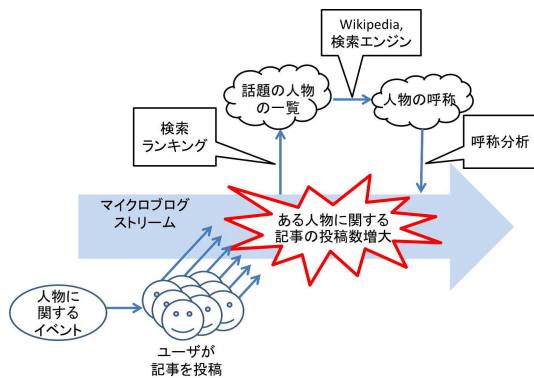 Wikipedia,
検索エンジン
話題の人物
の一覧
人物の呼称
検索
ランキング
呼称分析
マイクロブログ
ストリーム
ある人物に関する
記事の投稿数増大
人物に
関する
イベント
ユーザが
記事を投稿